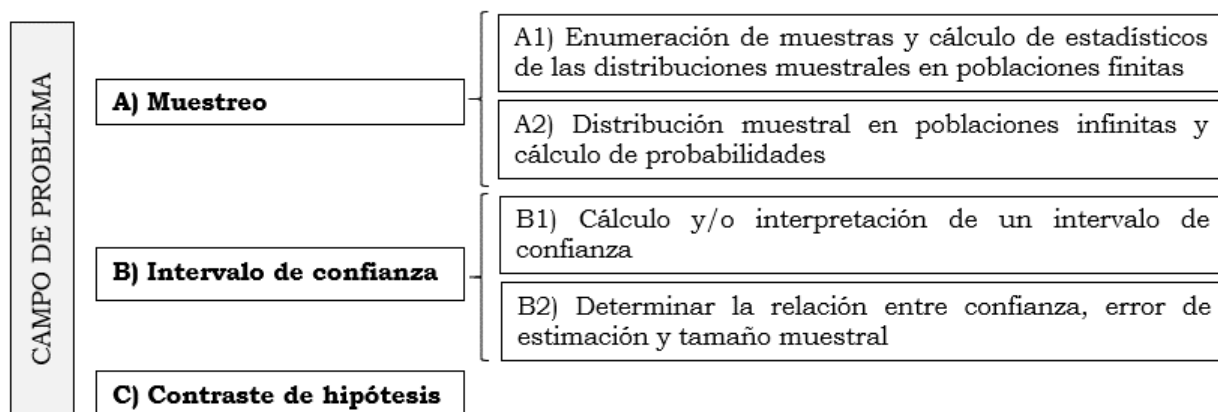 CAMPO DE PROBLEMA
A) Muestreo
A1) Enumeración de muestras y cálculo de estadísticos
de las distribuciones muestrales en poblaciones finitas
A2) Distribución muestral en poblaciones infinitas y
cálculo de probabilidades
B) Intervalo de confianza
B1) Cálculo y/o interpretación de un intervalo de
confianza
B2) Determinar la relación entre confianza, error de
estimación y tamaño muestral
C) Contraste de hipótesis